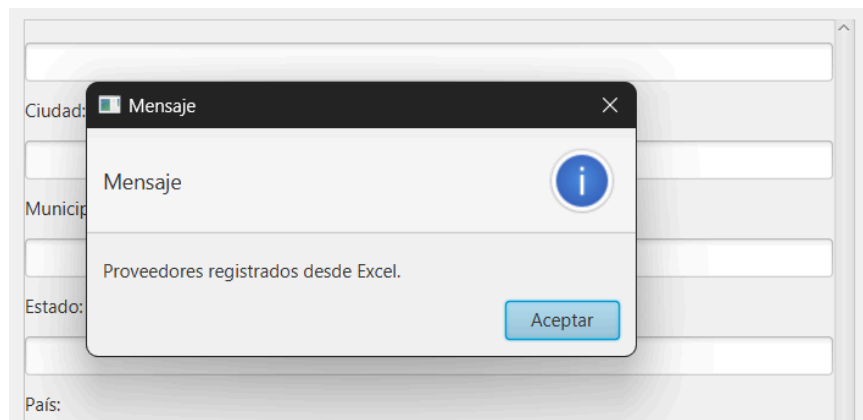 Ciudad:
Mensaje
Mensaje
Municip
Proveedores registrados desde Excel.
Estado:
Aceptar
País: